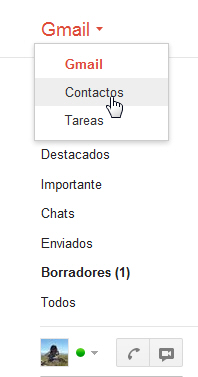 Gmail
Gmail
Contactos
Tareas
Destacados
Importante
Chats
Enviados
Borradores (1)
Todos